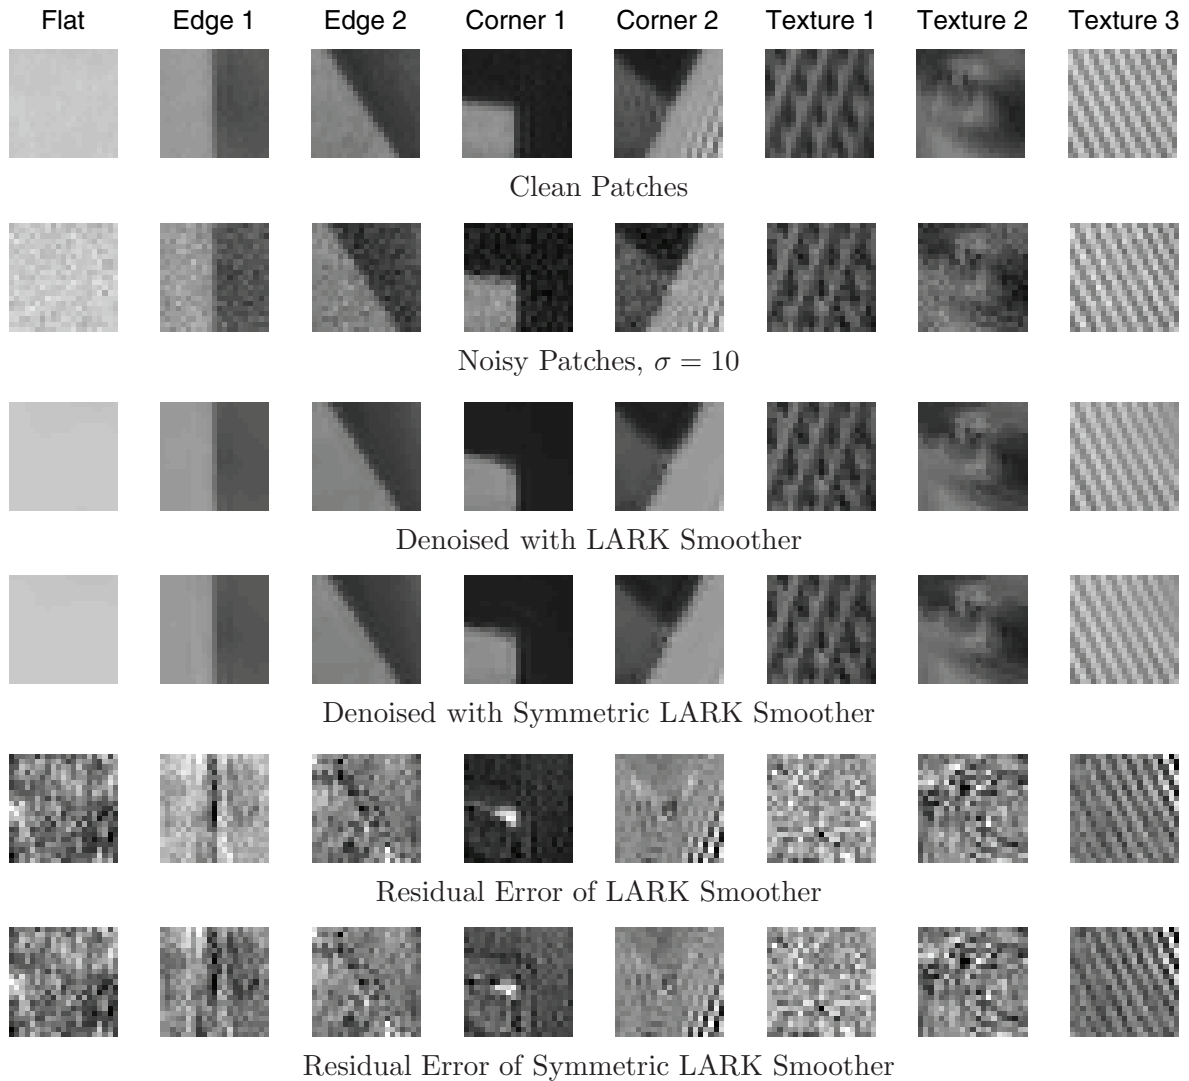 Flat Edge 1 Edge 2 Corner 1 Corner 2 Texture 1 Texture 2 Texture 3
Clean Patches
Noisy Patches, σ = 10
Denoised with LARK Smoother
Denoised with Symmetric LARK Smoother
Residual Error of LARK Smoother
Residual Error of Symmetric LARK Smoother